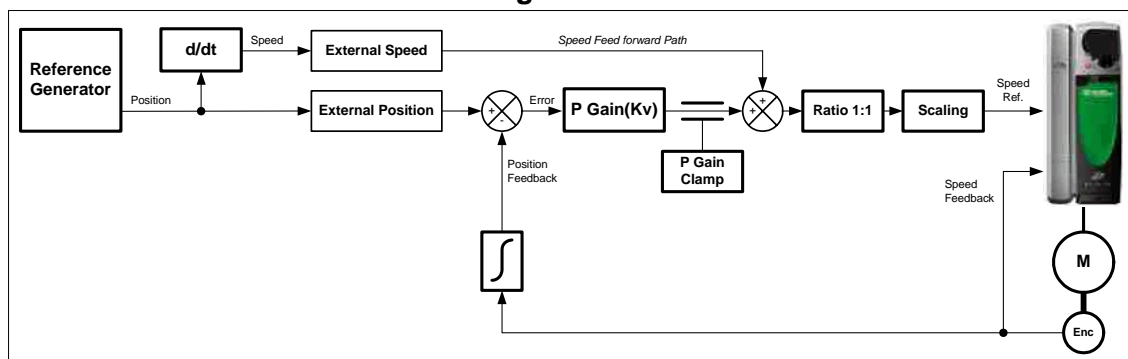 d/dt
Speed
External Speed
Speed Feed forward Path
Reference
Generator
Position
External Position
+
-
Error
P Gain(Kv)
+
+
Ratio 1:1
Scaling
Speed
Ref.
P Gain
Clamp
Position
Feedback
Speed
Feedback
M
Enc